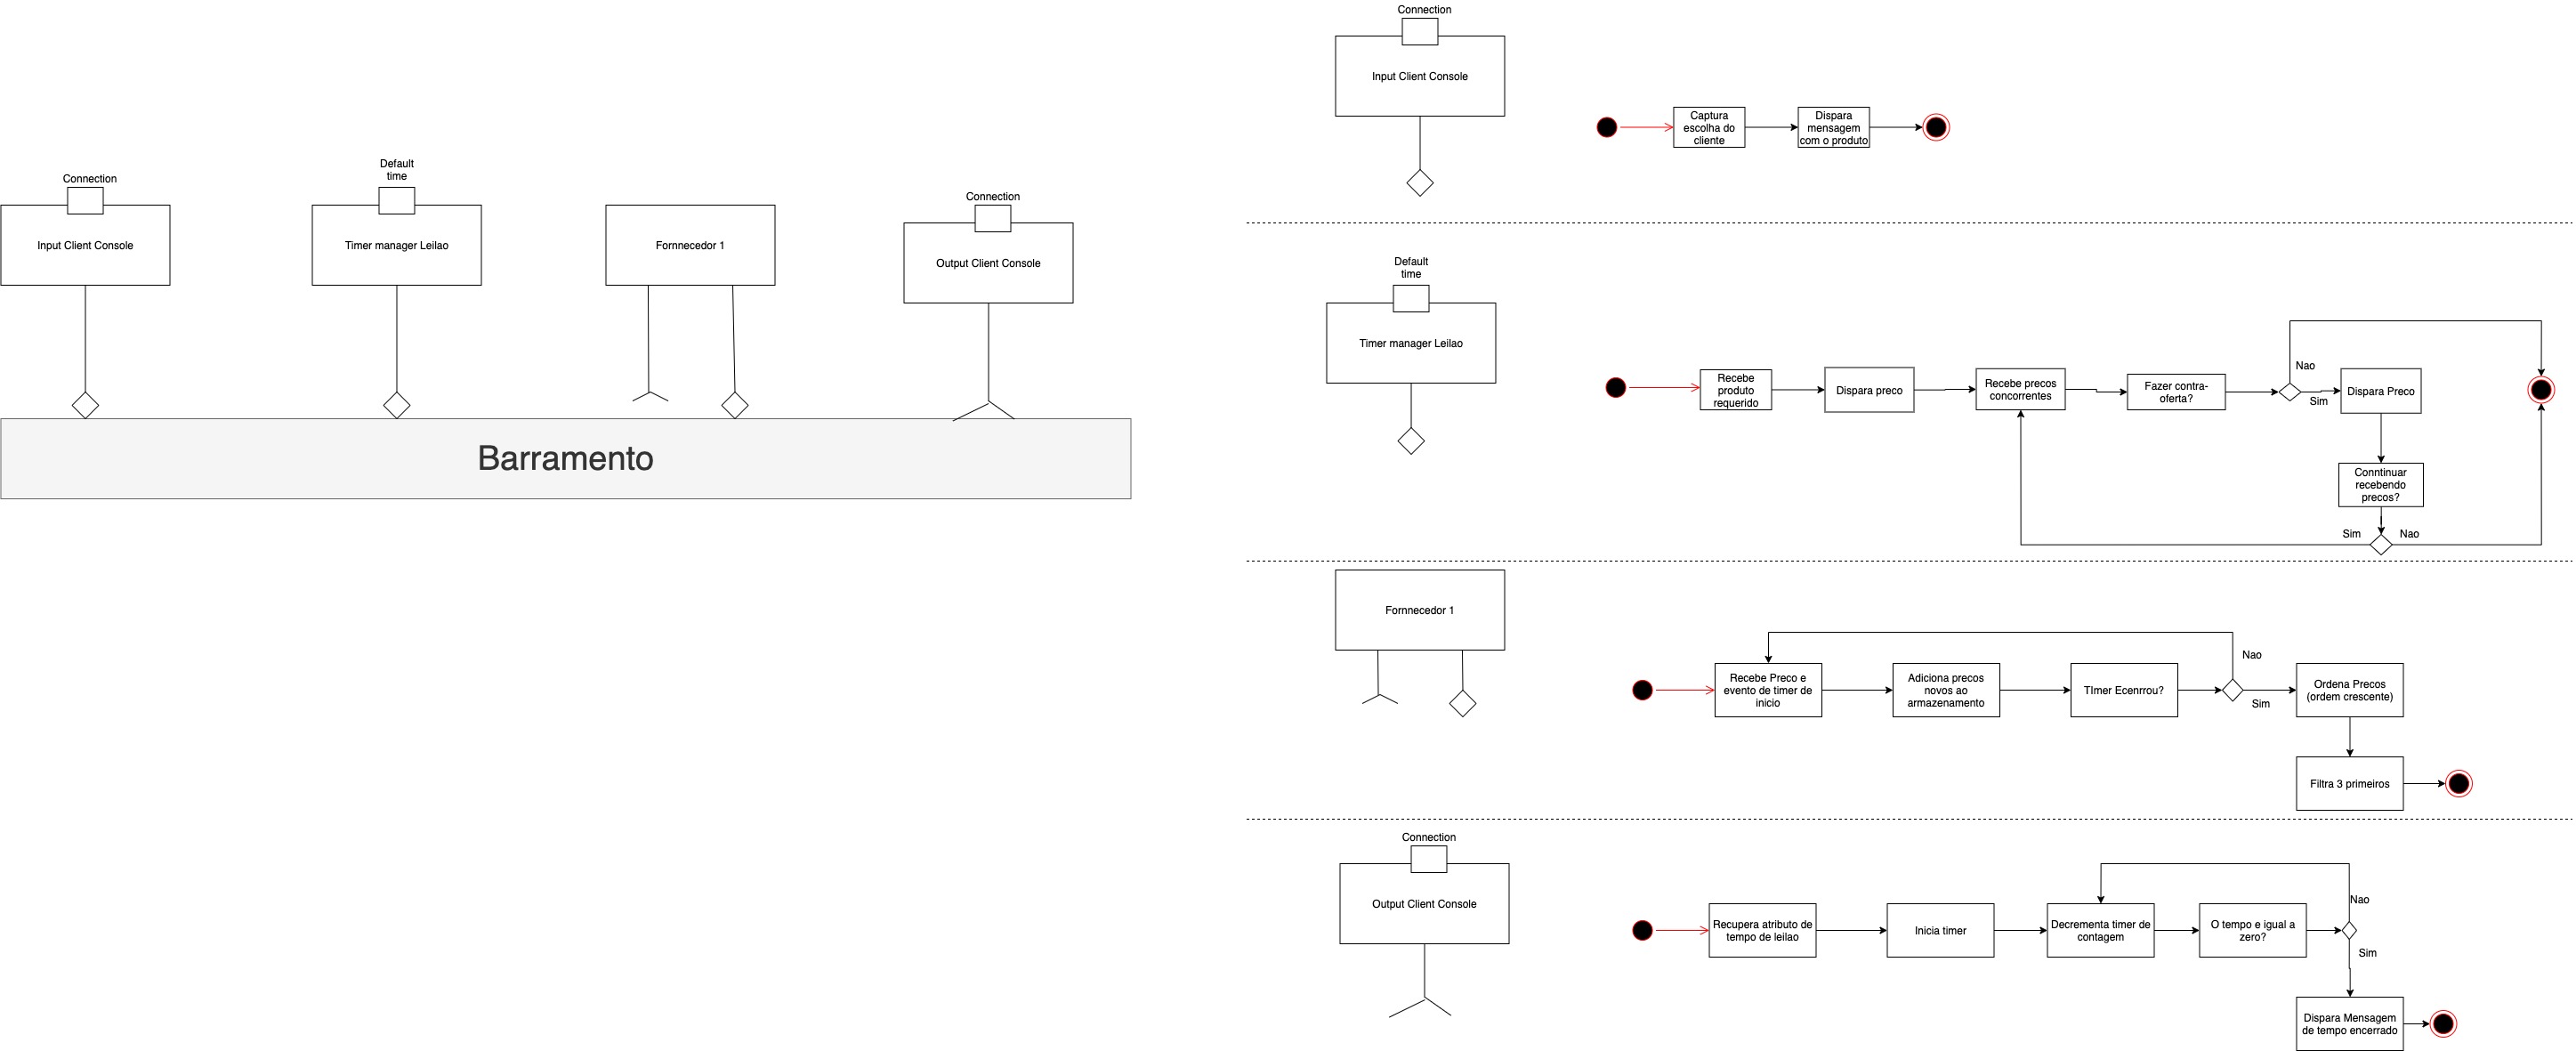 Connection
Input Client Console
Default
time
Timer manager Leilao
Fornnecedor 1
Connection
Output Client Console
Barramento
Connection
Input Client Console
Captura
escolha do
cliente
Dispara
mensagem
com o produto
Default
time
Timer manager Leilao
Recebe
produto
requerido
Dispara preco
Recebe precos
concorrentes
Fazer contra-
oferta?
Nao
Sim
Dispara Preco
Conntinuar
recebendo
precos?
Sim
Nao
Fornnecedor 1
Recebe Preco e
evento de timer de
inicio
Adiciona precos
novos ao
armazenamento
TImer Ecenrrou?
Nao
Sim
Ordena Precos
(ordem crescente)
Filtra 3 primeiros
Connection
Output Client Console
Recupera atributo de
tempo de leilao
Inicia timer
Decrementa timer de
contagem
O tempo e igual a
zero?
Nao
Sim
Dispara Mensagem
de tempo encerrado